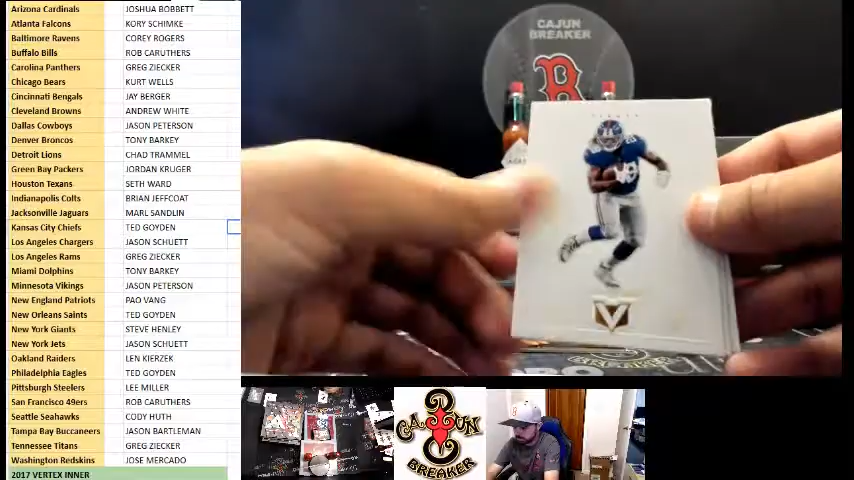 Arizona Cardinals JOSHUA BOBBETT
Atlanta Falcons KORY SCHIMKE
Baltimore Ravens COREY ROGERS
Buffalo Bills ROB CARUTHERS
Carolina Panthers GREG ZIECKER
Chicago Bears KURT WELLS
Cincinnati Bengals JAY BERGER
Cleveland Browns ANDREW WHITE
Dallas Cowboys JASON PETERSON
Denver Broncos TONY BARKEY
Detroit Lions CHAD TRAMMEL
Green Bay Packers JORDAN KRUGER
Houston Texans SETH WARD
Indianapolis Colts BRIAN JEFFCOAT
Jacksonville Jaguars MARL SANDLIN
Kansas City Chiefs TED GOYDEN
Los Angeles Chargers JASON SCHUETT
Los Angeles Rams GREG ZIECKER
Miami Dolphins TONY BARKEY
Minnesota Vikings JASON PETERSON
New England Patriots PAO VANG
New Orleans Saints TED GOYDEN
New York Giants STEVE HENLEY
New York Jets JASON SCHUETT
Oakland Raiders LEN KIERZEK
Philadelphia Eagles TED GOYDEN
Pittsburgh Steelers LEE MILLER
San Francisco 49ers ROB CARUTHERS
Seattle Seahawks CODY HUTH
Tampa Bay Buccaneers JASON BARTLEMAN
Tennessee Titans GREG ZIECKER
Washington Redskins JOSE MERCADO
2017 VERTEX INNER
CAJUN
BREAKER
B
V
CAJUN
BREAKER